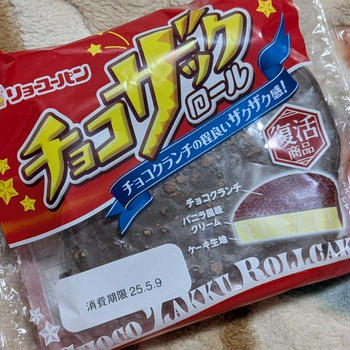 リョーユーパン
チョコザック
ロール
チョコクランチの程良いザクザク感!
復活
商品
チョコクランチ
バニラ風味
クリーム
ケーキ生地
消費期限 25.5.9
CHOCO ZAKKU ROLLCAKE